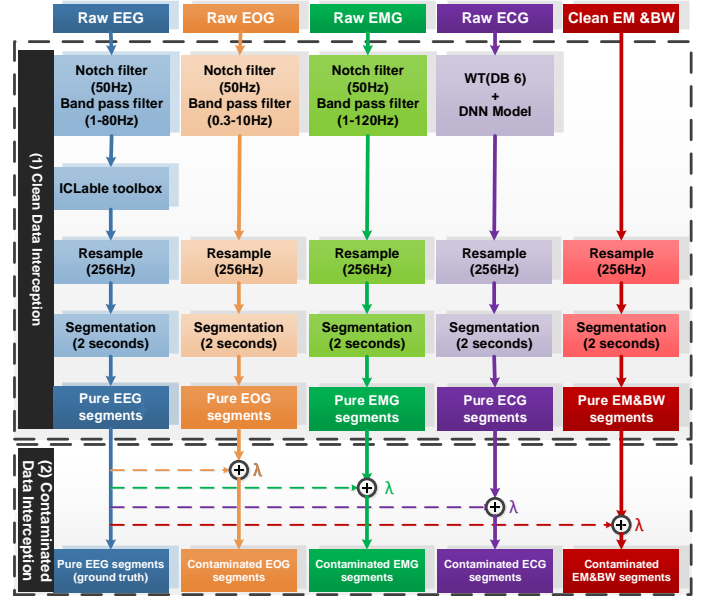 Raw EEG
Raw EOG
Raw EMG
Raw ECG
Clean EM &BW
(1) Clean Data Interception
Notch filter
(50Hz)
Band pass filter
(1-80Hz)
Notch filter
(50Hz)
Band pass filter
(0.3-10Hz)
Notch filter
(50Hz)
Band pass filter
(1-120Hz)
WT(DB 6)
+
DNN Model
ICLable toolbox
Resample
(256Hz)
Resample
(256Hz)
Resample
(256Hz)
Resample
(256Hz)
Resample
(256Hz)
Segmentation
(2 seconds)
Segmentation
(2 seconds)
Segmentation
(2 seconds)
Segmentation
(2 seconds)
Segmentation
(2 seconds)
Pure EEG
segments
Pure EOG
segments
Pure EMG
segments
Pure ECG
segments
Pure EM&BW
segments
(2) Contaminated
Data Interception
λ
λ
λ
λ
Pure EEG segments
(ground truth)
Contaminated EOG
segments
Contaminated EMG
segments
Contaminated ECG
segments
Contaminated
EM&BW segments